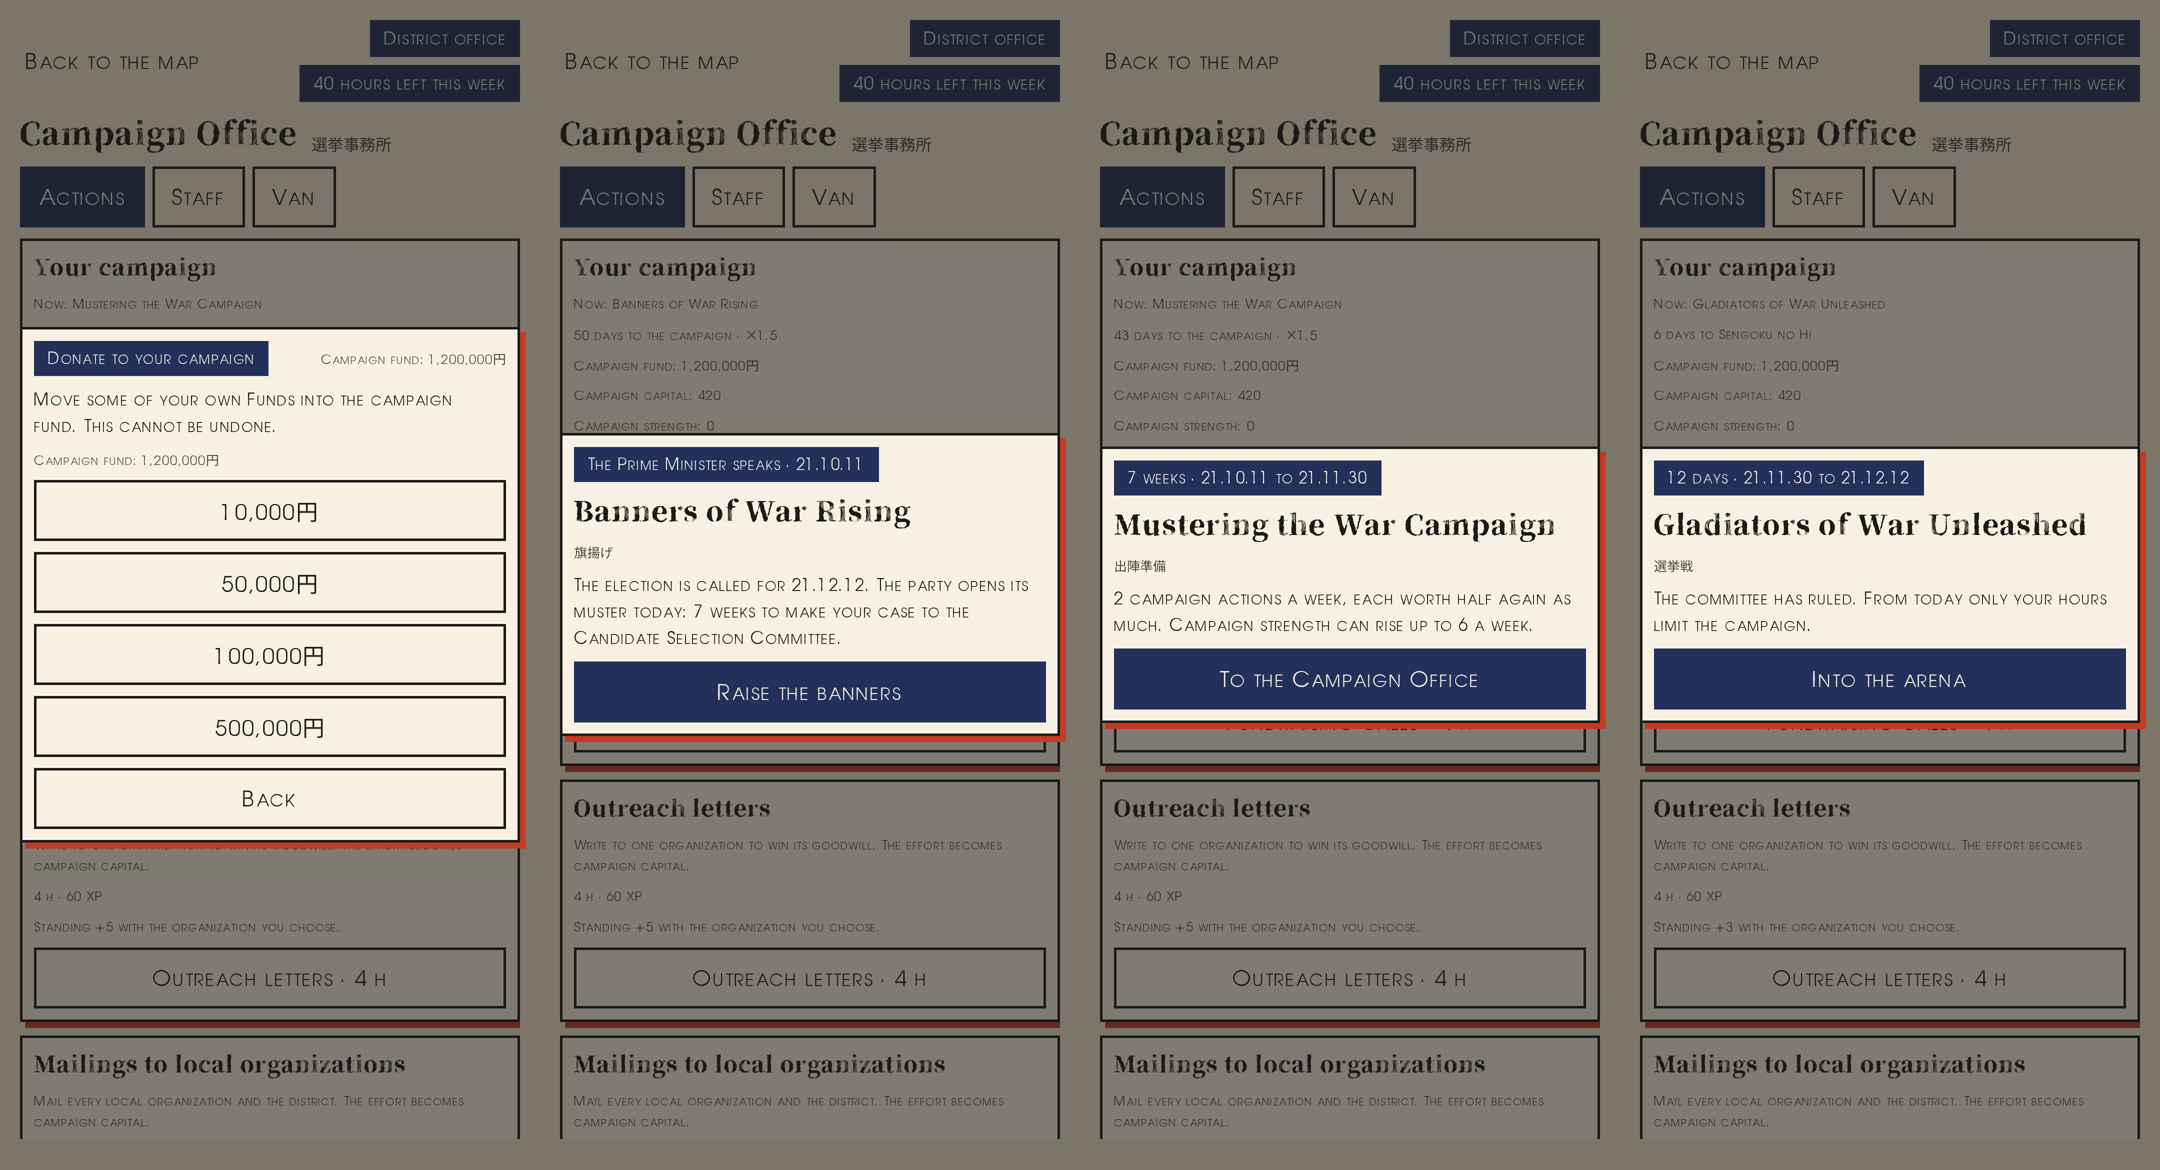 Back to the map
District office
40 hours left this week
Campaign Office 選挙事務所
Actions
Staff
Van
Your campaign
Now: Mustering the War Campaign
Donate to your campaign
Campaign fund: 1,200,000円
Move some of your own Funds into the campaign
fund. This cannot be undone.
Campaign fund: 1,200,000円
10,000円
50,000円
100,000円
500,000円
Back
campaign capital.
4 h · 60 XP
Standing +5 with the organization you choose.
Outreach letters · 4 h
Mailings to local organizations
Mail every local organization and the district. The effort becomes
campaign capital.
Back to the map
District office
40 hours left this week
Campaign Office 選挙事務所
Actions
Staff
Van
Your campaign
Now: Banners of War Rising
50 days to the campaign · ×1.5
Campaign fund: 1,200,000円
Campaign capital: 420
Campaign strength: 0
The Prime Minister speaks · 21.10.11
Banners of War Rising
旗揚げ
The election is called for 21.12.12. The party opens its
muster today: 7 weeks to make your case to the
Candidate Selection Committee.
Raise the banners
Outreach letters
Write to one organization to win its goodwill. The effort becomes
campaign capital.
4 h · 60 XP
Standing +5 with the organization you choose.
Outreach letters · 4 h
Mailings to local organizations
Mail every local organization and the district. The effort becomes
campaign capital.
Back to the map
District office
40 hours left this week
Campaign Office 選挙事務所
Actions
Staff
Van
Your campaign
Now: Mustering the War Campaign
43 days to the campaign · ×1.5
Campaign fund: 1,200,000円
Campaign capital: 420
Campaign strength: 0
7 weeks · 21.10.11 to 21.11.30
Mustering the War Campaign
出陣準備
2 campaign actions a week, each worth half again as
much. Campaign strength can rise up to 6 a week.
To the Campaign Office
Outreach letters
Write to one organization to win its goodwill. The effort becomes
campaign capital.
4 h · 60 XP
Standing +5 with the organization you choose.
Outreach letters · 4 h
Mailings to local organizations
Mail every local organization and the district. The effort becomes
campaign capital.
Back to the map
District office
40 hours left this week
Campaign Office 選挙事務所
Actions
Staff
Van
Your campaign
Now: Gladiators of War Unleashed
6 days to Sengoku no Hi
Campaign fund: 1,200,000円
Campaign capital: 420
Campaign strength: 0
12 days · 21.11.30 to 21.12.12
Gladiators of War Unleashed
選挙戦
The committee has ruled. From today only your hours
limit the campaign.
Into the arena
Outreach letters
Write to one organization to win its goodwill. The effort becomes
campaign capital.
4 h · 60 XP
Standing +3 with the organization you choose.
Outreach letters · 4 h
Mailings to local organizations
Mail every local organization and the district. The effort becomes
campaign capital.